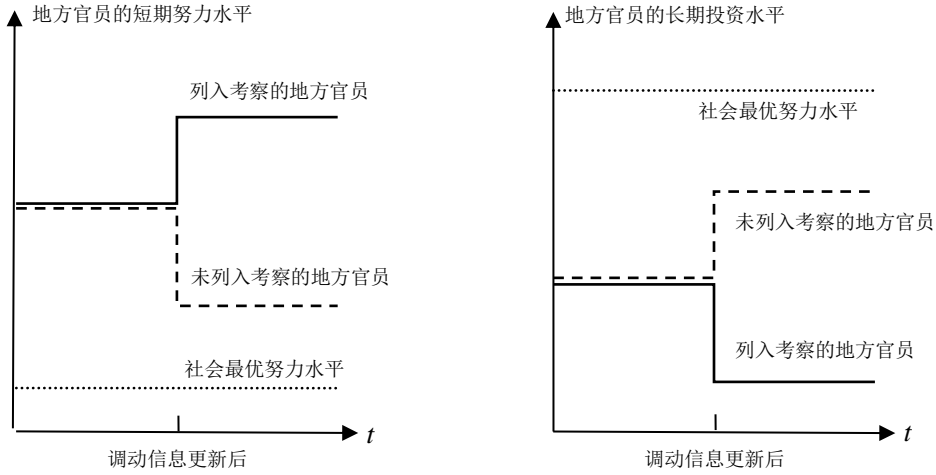 地方官员的短期努力水平
列入考察的地方官员
未列入考察的地方官员
社会最优努力水平
t
调动信息更新后
地方官员的长期投资水平
社会最优努力水平
未列入考察的地方官员
列入考察的地方官员
t
调动信息更新后